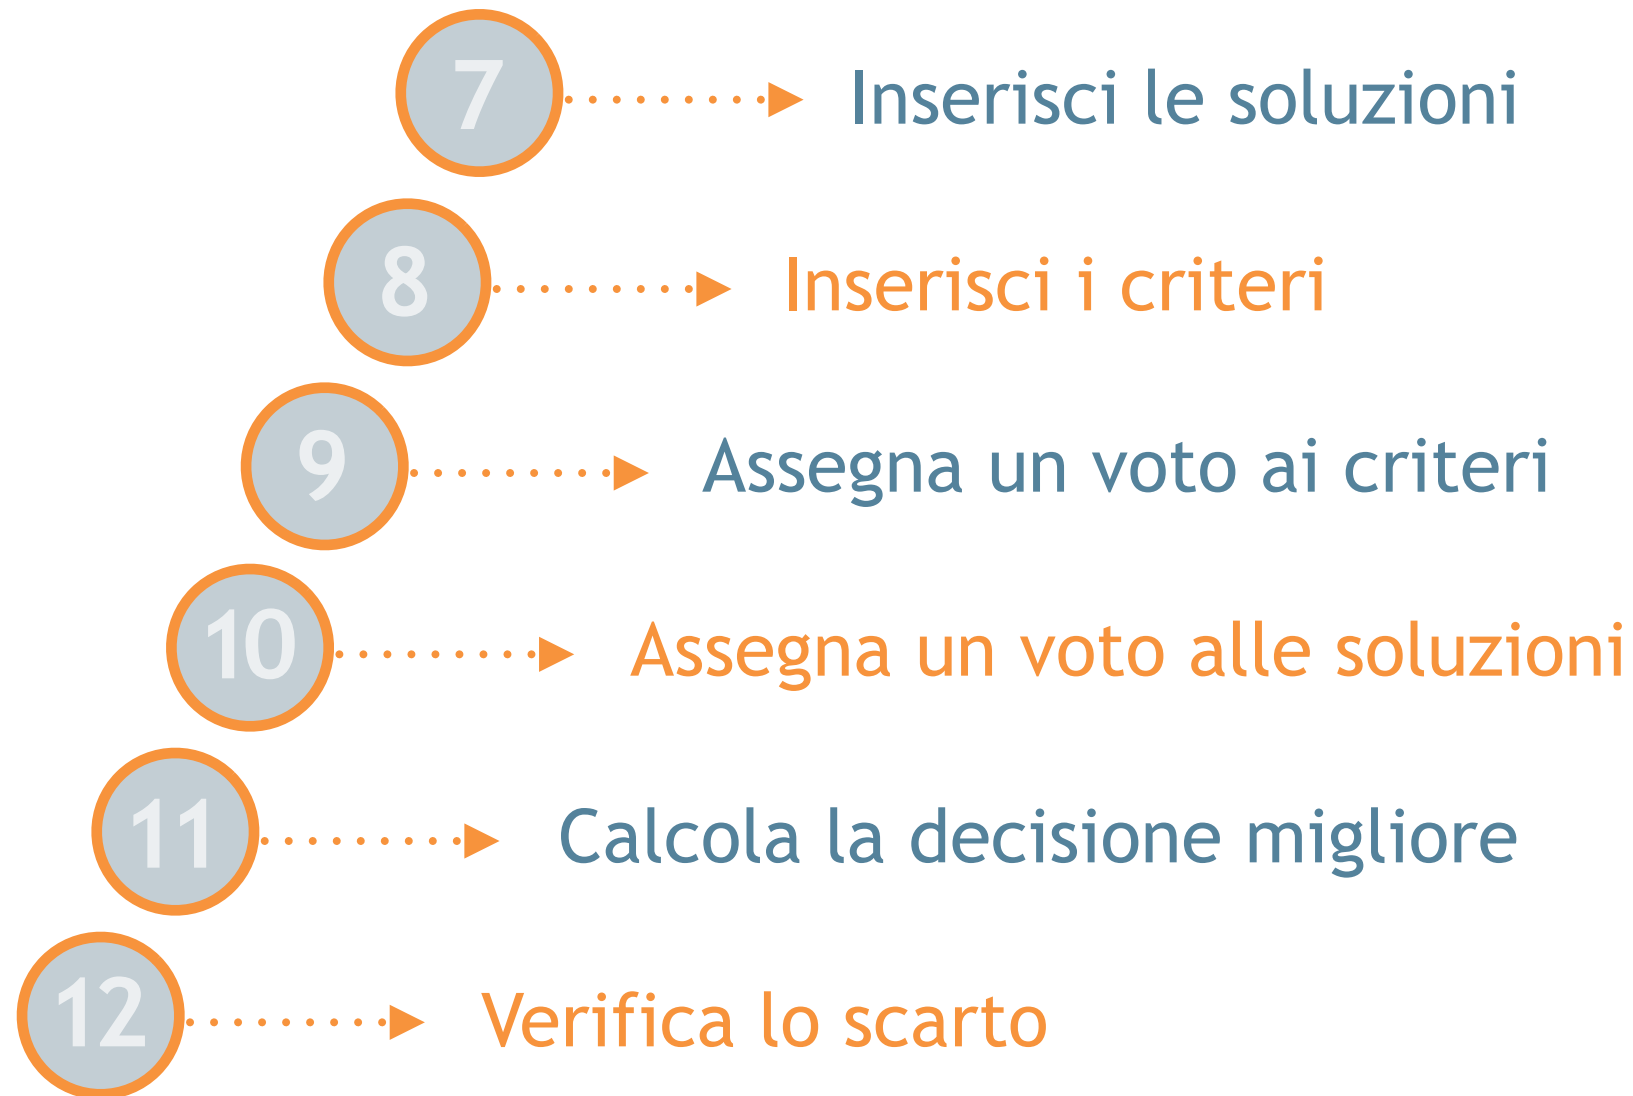 7 Inserisci le soluzioni
8 Inserisci i criteri
9 Assegna un voto ai criteri
10 Assegna un voto alle soluzioni
11 Calcola la decisione migliore
12 Verifica lo scarto